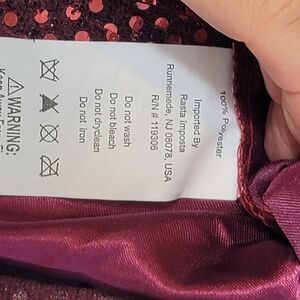 100% Polyester
Imported By:
Rasta Imposta
Runnemede, NJ 08078, USA
R/N # 119306
Do not wash
Do not bleach
Do not dryclean
Do not iron
WARNING: